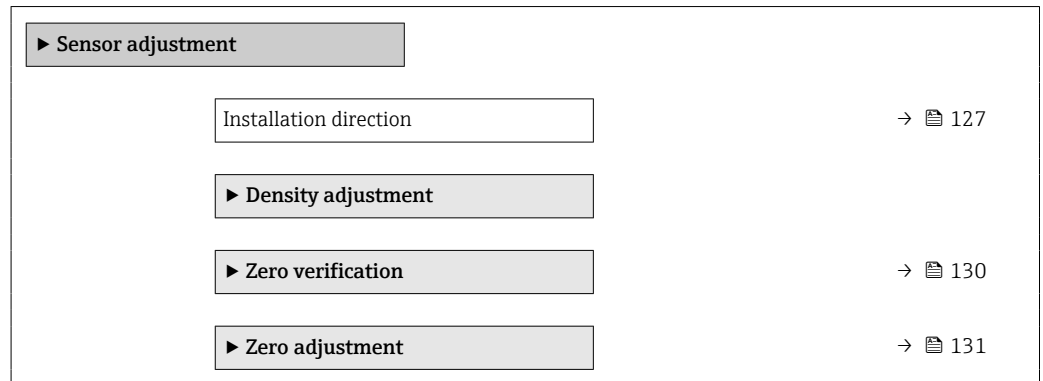 ▶ Sensor adjustment
Installation direction → 127
▶ Density adjustment
▶ Zero verification → 130
▶ Zero adjustment → 131